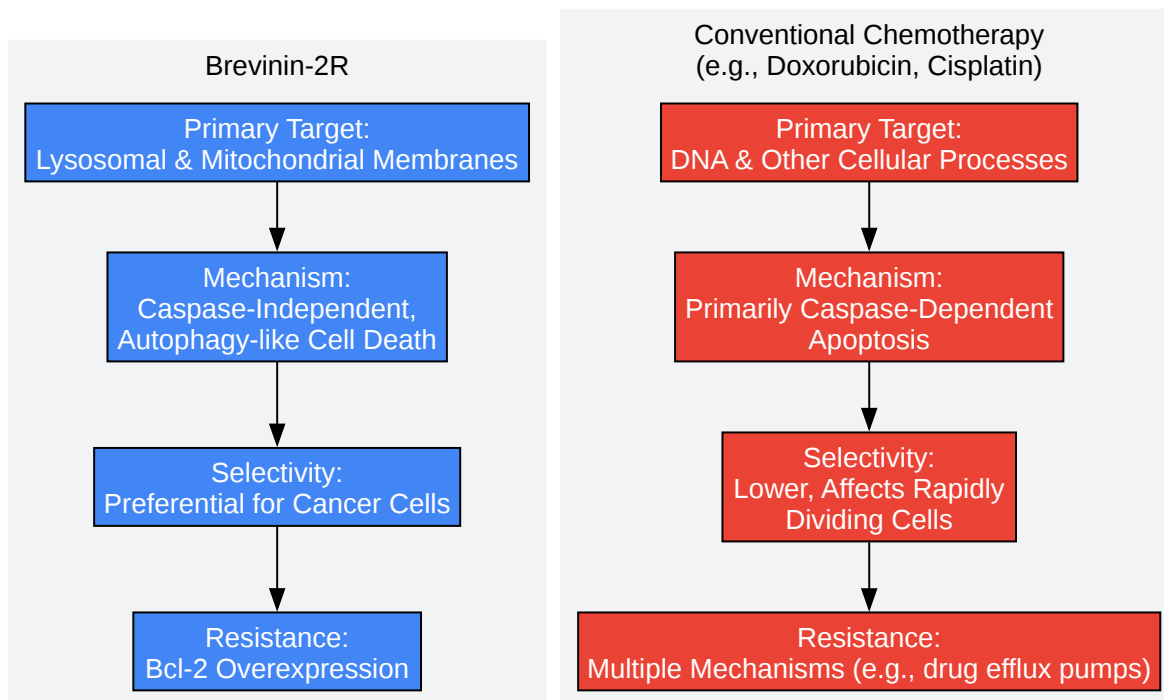 Brevinin-2R
Primary Target:
Lysosomal & Mitochondrial Membranes
Mechanism:
Caspase-Independent,
Autophagy-like Cell Death
Selectivity:
Preferential for Cancer Cells
Resistance:
Bcl-2 Overexpression
Conventional Chemotherapy
(e.g., Doxorubicin, Cisplatin)
Primary Target:
DNA & Other Cellular Processes
Mechanism:
Primarily Caspase-Dependent
Apoptosis
Selectivity:
Lower, Affects Rapidly
Dividing Cells
Resistance:
Multiple Mechanisms (e.g., drug efflux pumps)